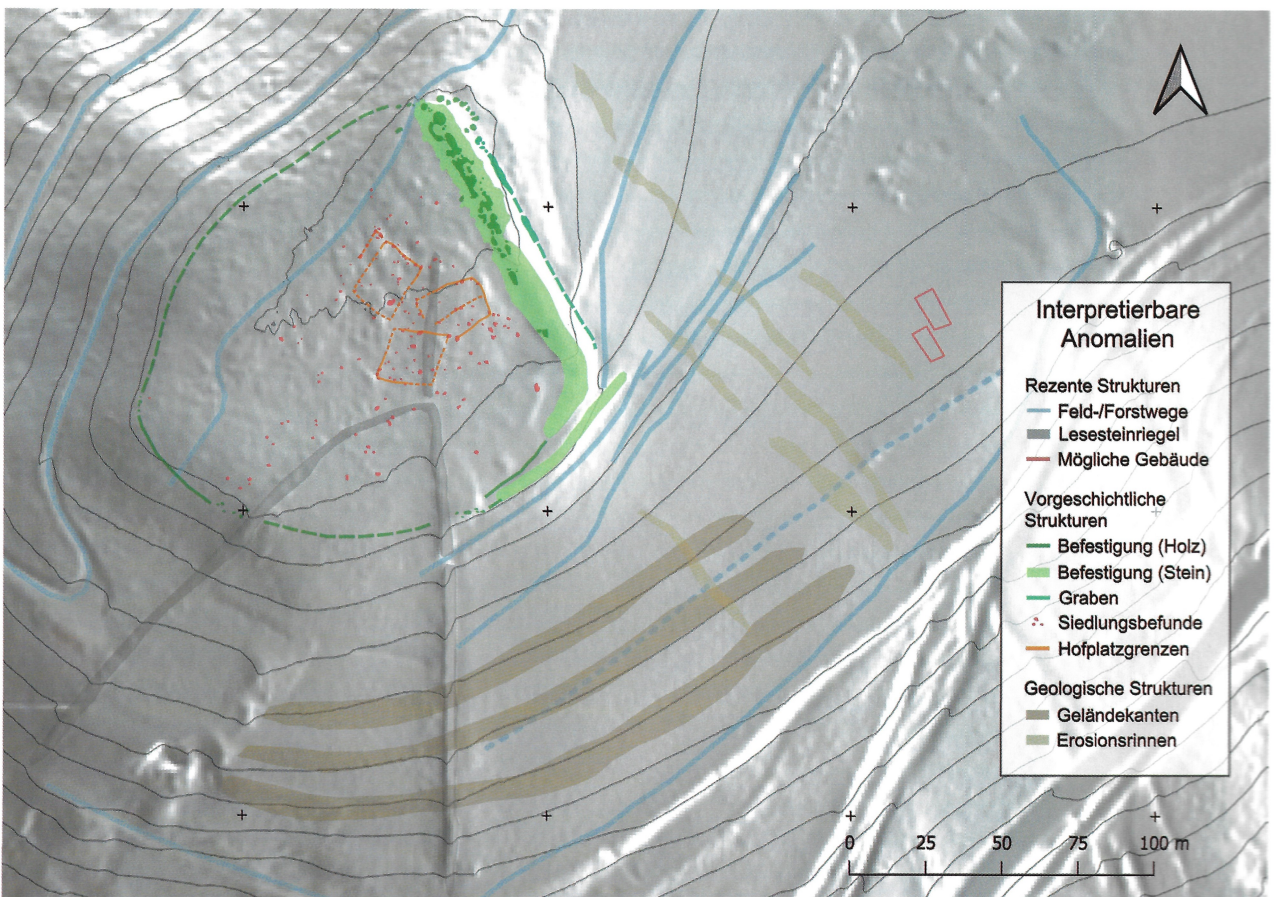 Interpretierbare
Anomalien
Rezente Strukturen
Feld-/Forstwege
Lesesteinriegel
Mögliche Gebäude
Vorgeschichtliche
Strukturen
Befestigung (Holz)
Befestigung (Stein)
Graben
Siedlungsbefunde
Hofplatzgrenzen
Geologische Strukturen
Geländekanten
Erosionsrinnen
0 25 50 75 100 m